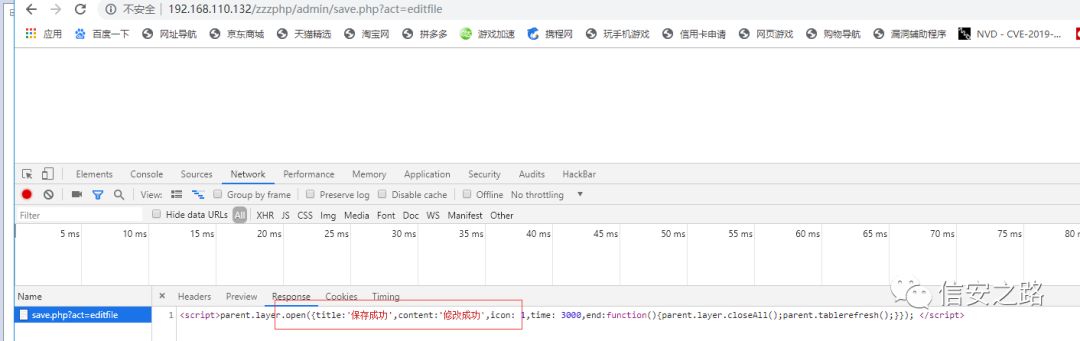 不安全 | 192.168.110.132/zzzphp/admin/save.php?act=editfile
应用 百度一下 网址导航 京东商城 天猫精选 淘宝网 拼多多 游戏加速 携程网 玩手机游戏 信用卡申请 网页游戏 购物导航 漏洞辅助程序 NVD - CVE-2019-...
Elements Console Sources Network Performance Memory Application Security Audits HackBar
View: Group by frame Preserve log Disable cache Offline No throttling
Filter Hide data URLs All XHR JS CSS Img Media Font Doc WS Manifest Other
5 ms 10 ms 15 ms 20 ms 25 ms 30 ms 35 ms 40 ms 45 ms 50 ms 55 ms 60 ms 65 ms 70 ms 75 ms 80 ms
信安之路
Name × Headers Preview Response Cookies Timing
save.php?act=editfile 1 <script>parent.layer.open({title:'保存成功',content:'修改成功',icon: 1,time: 3000,end:function(){parent.layer.closeAll();parent.tablerefresh();}}); </script>